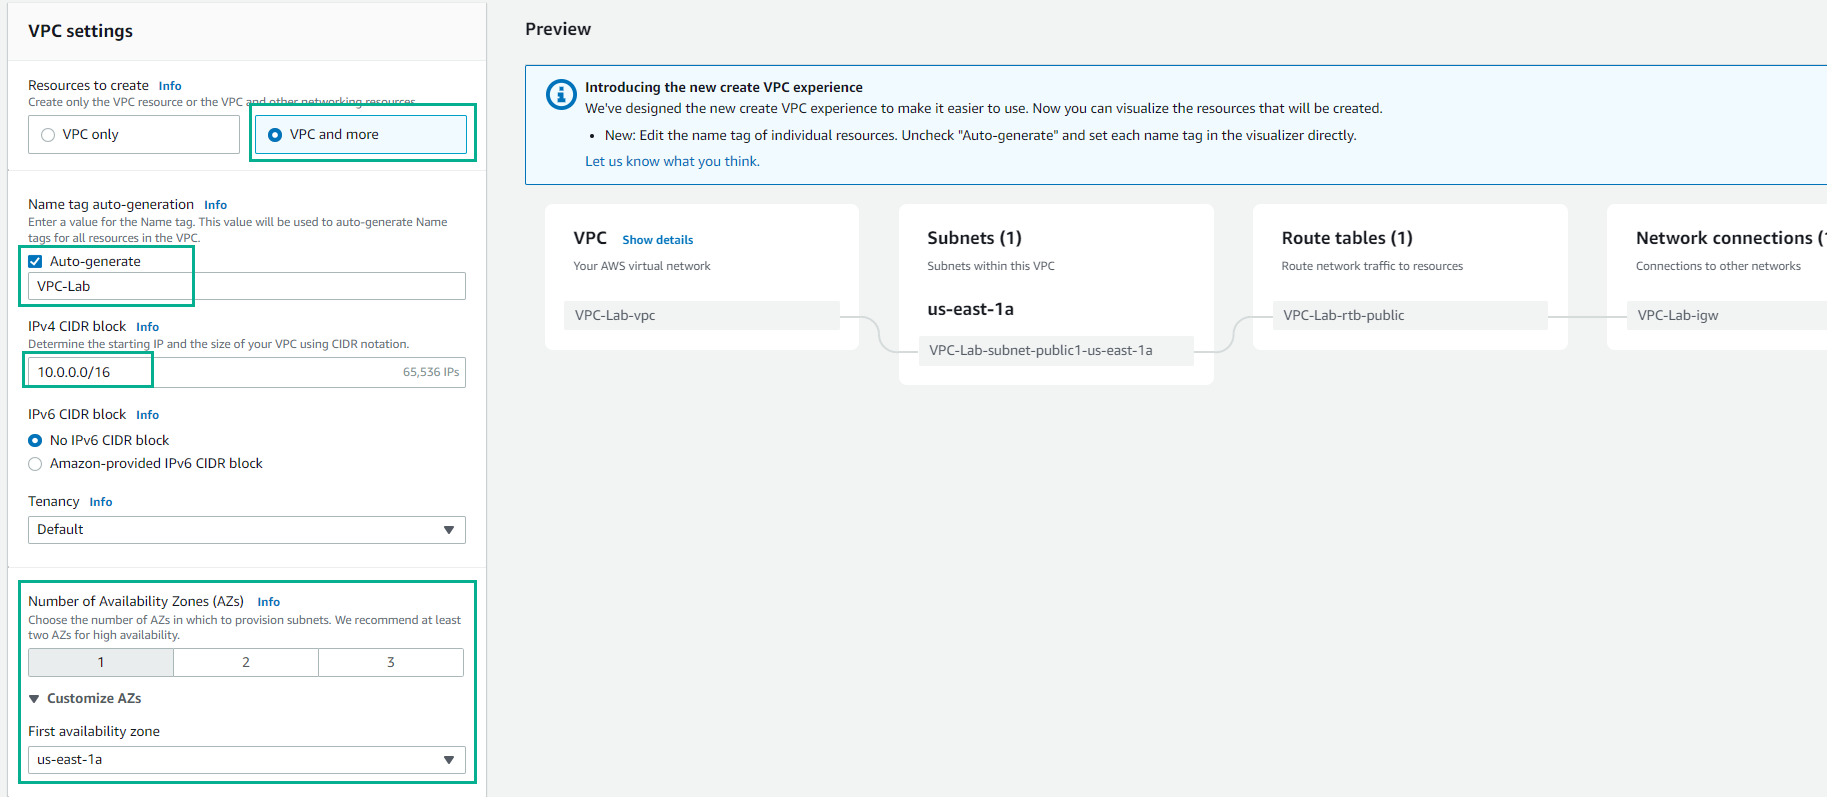 VPC settings
Resources to create Info
Create only the VPC resource or the VPC and other networking resources.
VPC only
VPC and more
Name tag auto-generation Info
Enter a value for the Name tag. This value will be used to auto-generate Name
tags for all resources in the VPC.
Auto-generate
VPC-Lab
IPv4 CIDR block Info
Determine the starting IP and the size of your VPC using CIDR notation.
10.0.0.0/16 65,536 IPs
IPv6 CIDR block Info
No IPv6 CIDR block
Amazon-provided IPv6 CIDR block
Tenancy Info
Default
Number of Availability Zones (AZs) Info
Choose the number of AZs in which to provision subnets. We recommend at least
two AZs for high availability.
1 2 3
Customize AZs
First availability zone
us-east-1a
Preview
Introducing the new create VPC experience
We've designed the new create VPC experience to make it easier to use. Now you can visualize the resources that will be created.
• New: Edit the name tag of individual resources. Uncheck "Auto-generate" and set each name tag in the visualizer directly.
Let us know what you think.
VPC Show details
Your AWS virtual network
VPC-Lab-vpc
Subnets (1)
Subnets within this VPC
us-east-1a
VPC-Lab-subnet-public1-us-east-1a
Route tables (1)
Route network traffic to resources
VPC-Lab-rtb-public
Network connections (1
Connections to other networks
VPC-Lab-igw